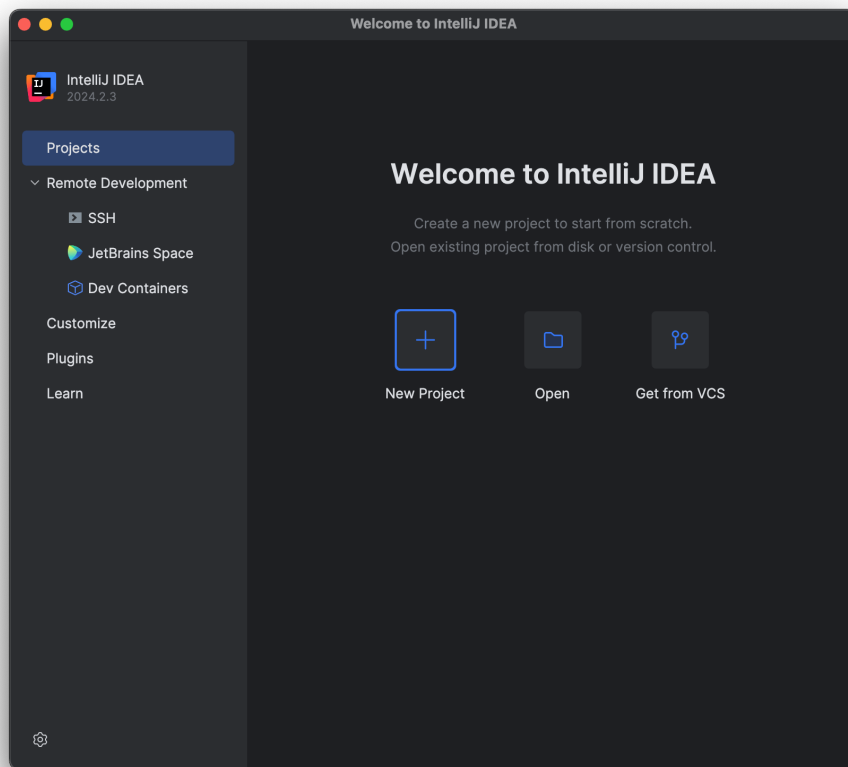 Welcome to IntelliJ IDEA
IJ
IntelliJ IDEA
2024.2.3
Projects
Remote Development
SSH
JetBrains Space
Dev Containers
Customize
Plugins
Learn
Welcome to IntelliJ IDEA
Create a new project to start from scratch.
Open existing project from disk or version control.
New Project
Open
Get from VCS